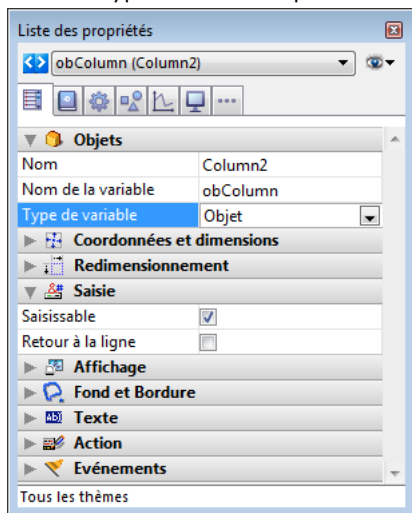 Liste des propriétés
obColumn (Column2)
Objets
Nom Column2
Nom de la variable obColumn
Type de variable Objet
Coordonnées et dimensions
Redimensionnement
Saisie
Saisissable
Retour à la ligne
Affichage
Fond et Bordure
Texte
Action
Evénements
Tous les thèmes